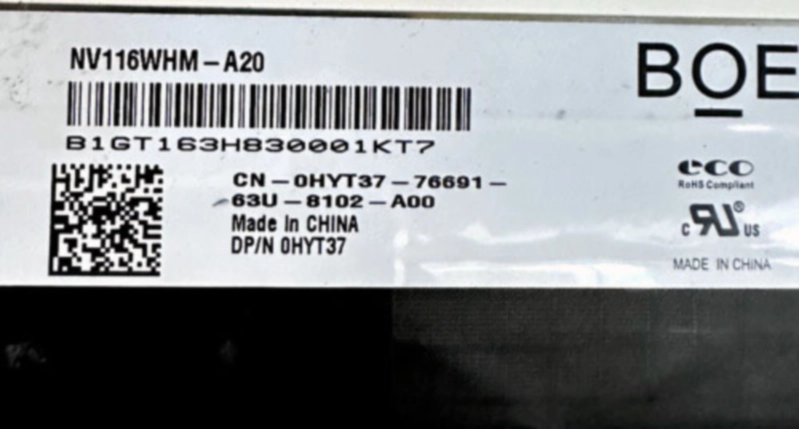 NV116WHM-A20
BOE
B1GT163H830001KT7
CN-0HYT37-76691-
63U-8102-A00
Made In CHINA
DP/N 0HYT37
eco
RoHS Compliant
c RU ® US
MADE IN CHINA